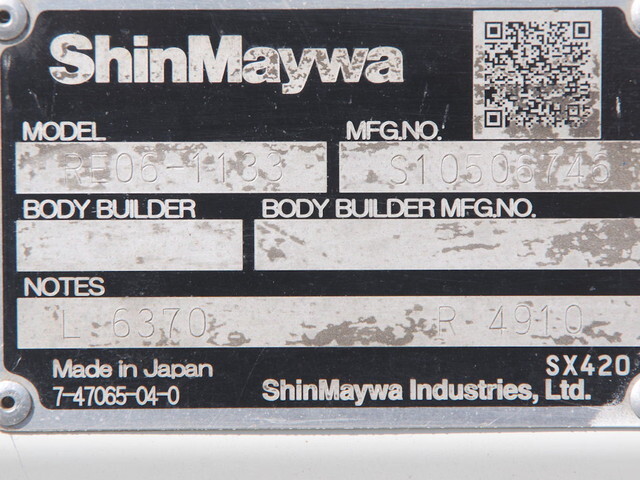 ShinMaywa
MODEL MFG.NO.
RE06-1133 S10506745
BODY BUILDER BODY BUILDER MFG.NO.
NOTES
L 6370 R 4910
Made in Japan SX420
7-47065-04-0 ShinMaywa Industries, Ltd.